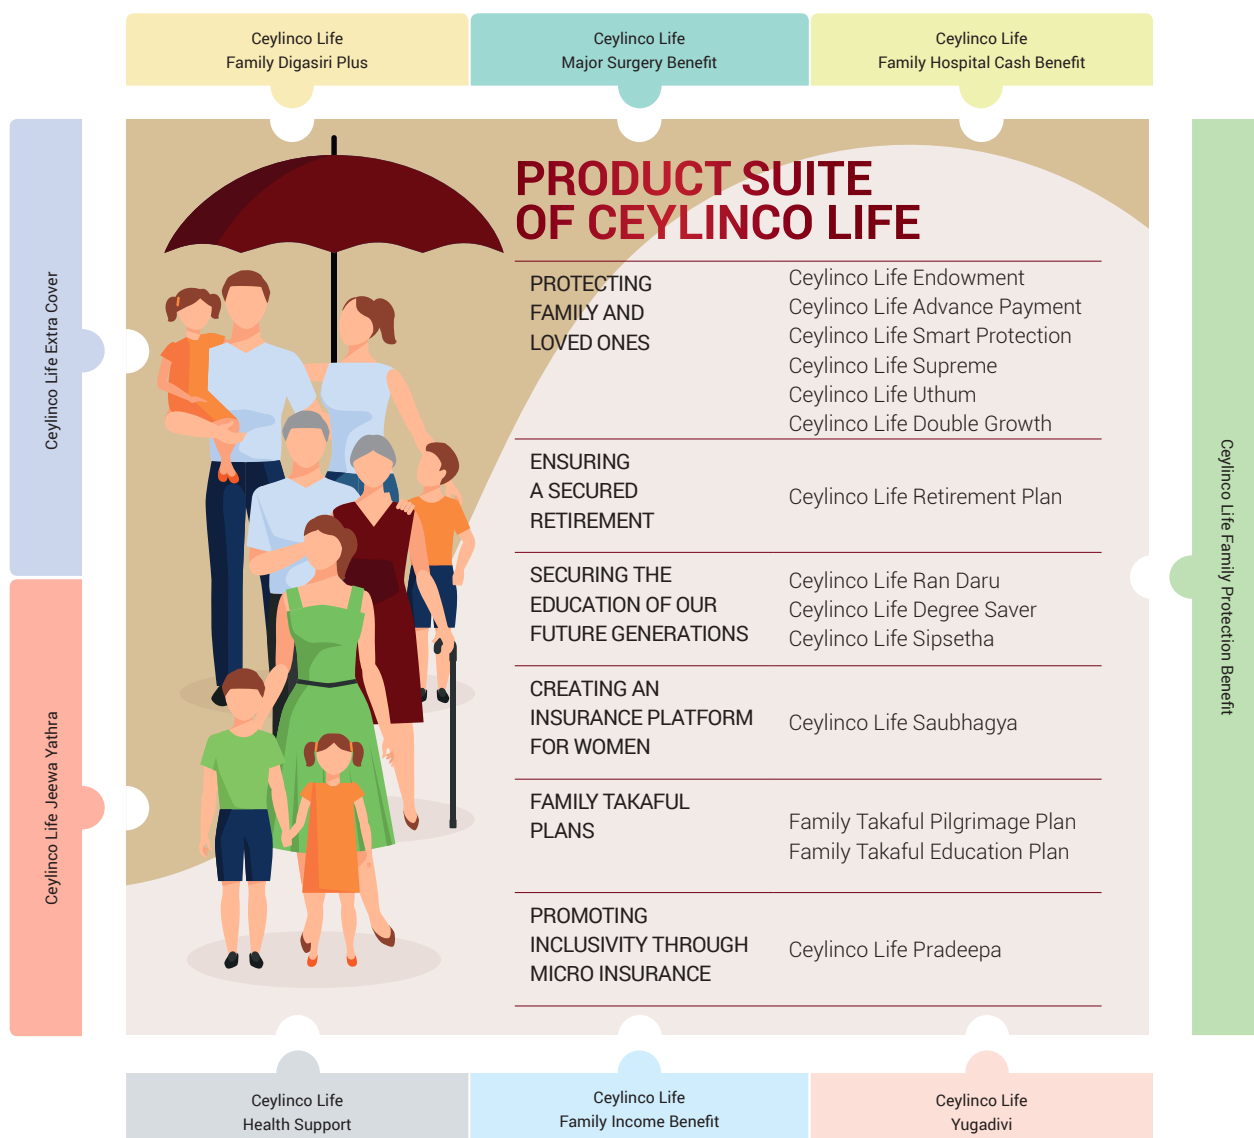 Ceylinco Life
Family Digasiri Plus
Ceylinco Life
Major Surgery Benefit
Ceylinco Life
Family Hospital Cash Benefit
Ceylinco Life Extra Cover
Ceylinco Life Jeewa Yathra
PRODUCT SUITE
OF CEYLINCO LIFE
PROTECTING
FAMILY AND
LOVED ONES
Ceylinco Life Endowment
Ceylinco Life Advance Payment
Ceylinco Life Smart Protection
Ceylinco Life Supreme
Ceylinco Life Uthum
Ceylinco Life Double Growth
ENSURING
A SECURED
RETIREMENT
Ceylinco Life Retirement Plan
SECURING THE
EDUCATION OF OUR
FUTURE GENERATIONS
Ceylinco Life Ran Daru
Ceylinco Life Degree Saver
Ceylinco Life Sipsetha
CREATING AN
INSURANCE PLATFORM
FOR WOMEN
Ceylinco Life Saubhagya
FAMILY TAKAFUL
PLANS
Family Takaful Pilgrimage Plan
Family Takaful Education Plan
PROMOTING
INCLUSIVITY THROUGH
MICRO INSURANCE
Ceylinco Life Pradeepa
Ceylinco Life Family Protection Benefit
Ceylinco Life
Health Support
Ceylinco Life
Family Income Benefit
Ceylinco Life
Yugadivi